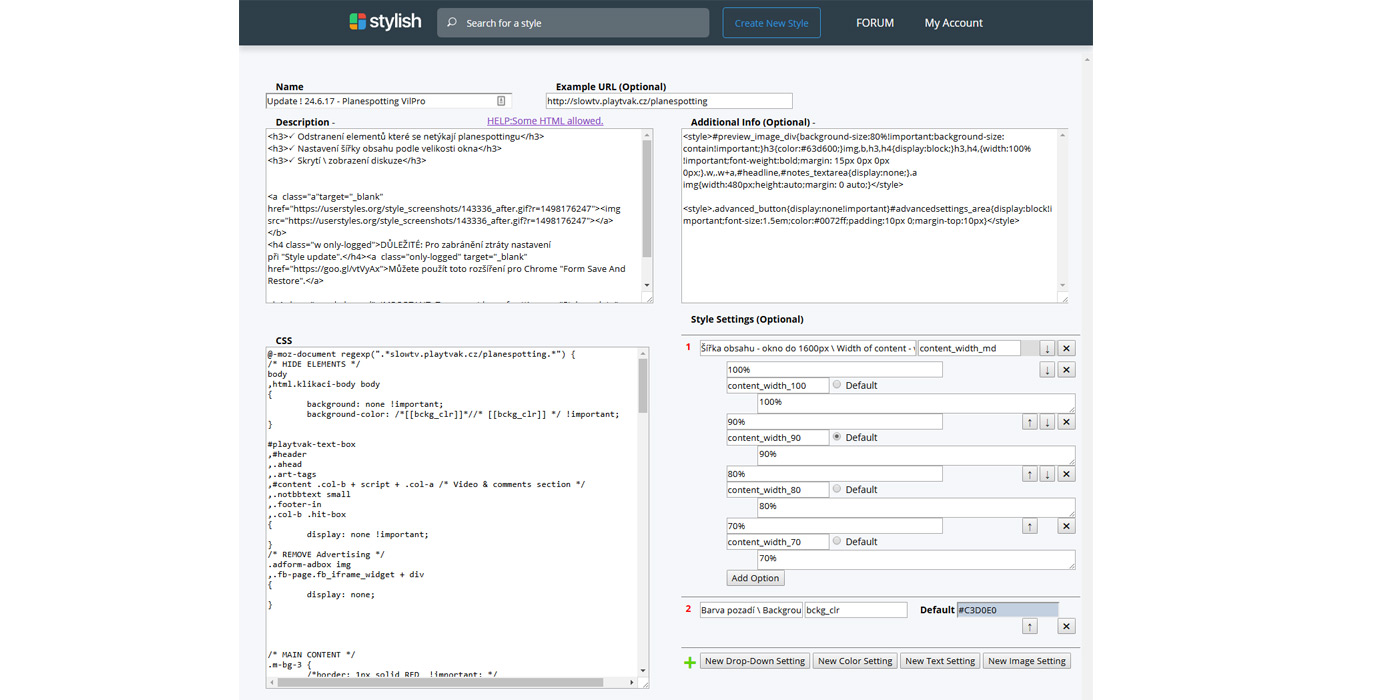 stylish
Search for a style
Create New Style
FORUM
My Account
Name
Example URL (Optional)
Update ! 24.6.17 - Planespotting VilPro
http://slowtv.playtvak.cz/planespotting
Description -
HELP:Some HTML allowed.
Additional Info (Optional) -
<h3>✓ Odstranení elementů které se netýkají planespottingu</h3>
<h3>✓ Nastavení šířky obsahu podle velikosti okna</h3>
<h3>✓ Skrytí \ zobrazení diskuze</h3>
<a  class="a"target="_blank"
href="https://userstyles.org/style_screenshots/143336_after.gif?r=1498176247"><img
src="https://userstyles.org/style_screenshots/143336_after.gif?r=1498176247"></a>
</b>
<h4 class="w only-logged">DŮLEŽITÉ: Pro zabránění ztráty nastavení
při "Style update".</h4><a  class="only-logged" target="_blank"
href="https://goo.gl/vtVyAx">Můžete použít toto rozšíření pro Chrome "Form Save And
Restore".</a>
<style>#preview_image_div{background-size:80%!important;background-size:
contain!important;}h3{color:#63d600;}img,b,h3,h4{display:block;}h3,h4,{width:100%
!important;font-weight:bold;margin: 15px 0px 0px
0px;}.w,.w+a,#headline,#notes_textarea{display:none;}.a
img{width:480px;height:auto;margin: 0 auto;}</style>
<style>.advanced_button{display:none!important}#advancedsettings_area{display:block!i
mportant;font-size:1.5em;color:#0072ff;padding:10px 0;margin-top:10px}</style>
CSS
@-moz-document regexp(".*slowtv.playtvak.cz/planespotting.*") {
/* HIDE ELEMENTS */
body
,html.klikaci-body body
{
background: none !important;
background-color: /*[[bckg_clr]]*//* [[bckg_clr]] */ !important;
}
#playtvak-text-box
,#header
,.ahead
,.art-tags
,#content .col-b + script + .col-a /* Video & comments section */
,.notbbtext small
,.footer-in
,.col-b .hit-box
{
display: none !important;
}
/* REMOVE Advertising */
.adform-adbox img
,.fb-page.fb_iframe_widget + div
{
display: none;
}
/* MAIN CONTENT */
.m-bg-3 {
/*border: 1px solid RED  !important; */
Style Settings (Optional)
1
Šířka obsahu - okno do 1600px \ Width of content -
content_width_md
↓
✕
100%
↓
✕
content_width_100
Default
100%
90%
↑
↓
✕
content_width_90
Default
90%
80%
↑
↓
✕
content_width_80
Default
80%
70%
↑
✕
content_width_70
Default
70%
Add Option
2
Barva pozadí \ Backgrou
bckg_clr
Default
#C3D0E0
↑
✕
New Drop-Down Setting
New Color Setting
New Text Setting
New Image Setting